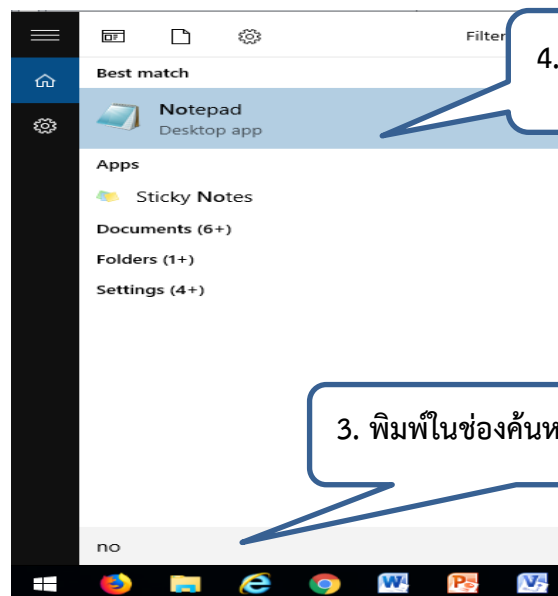 Filter
4.
Best match
Notepad
Desktop app
Apps
Sticky Notes
Documents (6+)
Folders (1+)
Settings (4+)
3. พิมพ์ในช่องค้นห
no